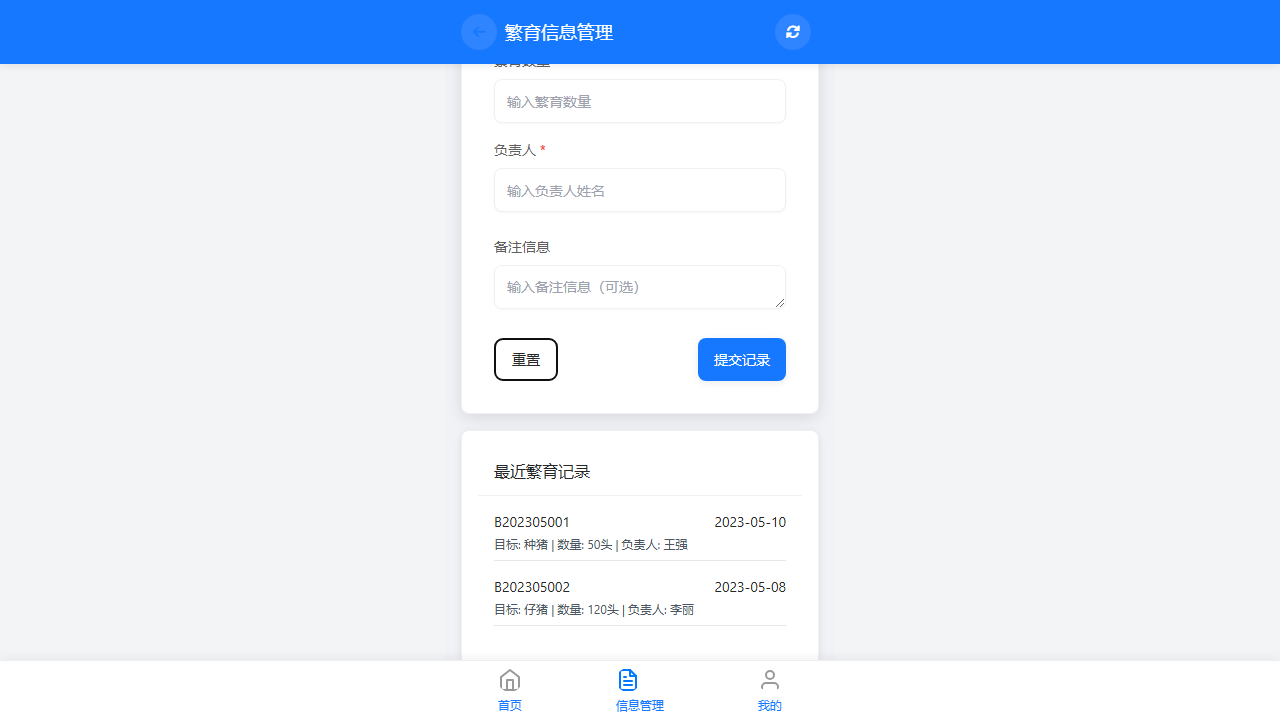 繁育信息管理
繁育数量
输入繁育数量
负责人 *
输入负责人姓名
备注信息
输入备注信息（可选）
重置
提交记录
最近繁育记录
B202305001 2023-05-10
目标: 种猪 | 数量: 50头 | 负责人: 王强
B202305002 2023-05-08
目标: 仔猪 | 数量: 120头 | 负责人: 李丽
首页 信息管理 我的